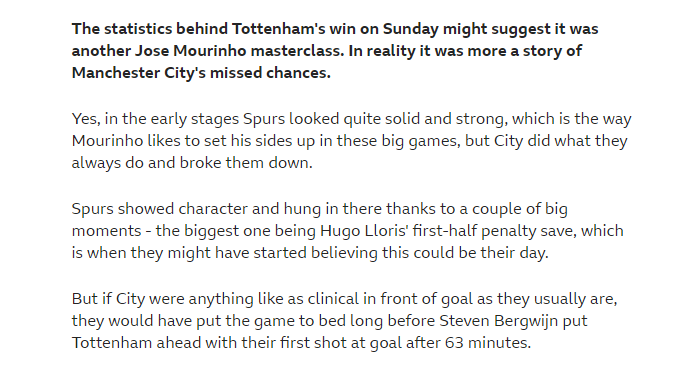 The statistics behind Tottenham's win on Sunday might suggest it was
another Jose Mourinho masterclass. In reality it was more a story of
Manchester City's missed chances.
Yes, in the early stages Spurs looked quite solid and strong, which is the way
Mourinho likes to set his sides up in these big games, but City did what they
always do and broke them down.
Spurs showed character and hung in there thanks to a couple of big
moments - the biggest one being Hugo Lloris' first-half penalty save, which
is when they might have started believing this could be their day.
But if City were anything like as clinical in front of goal as they usually are,
they would have put the game to bed long before Steven Bergwijn put
Tottenham ahead with their first shot at goal after 63 minutes.